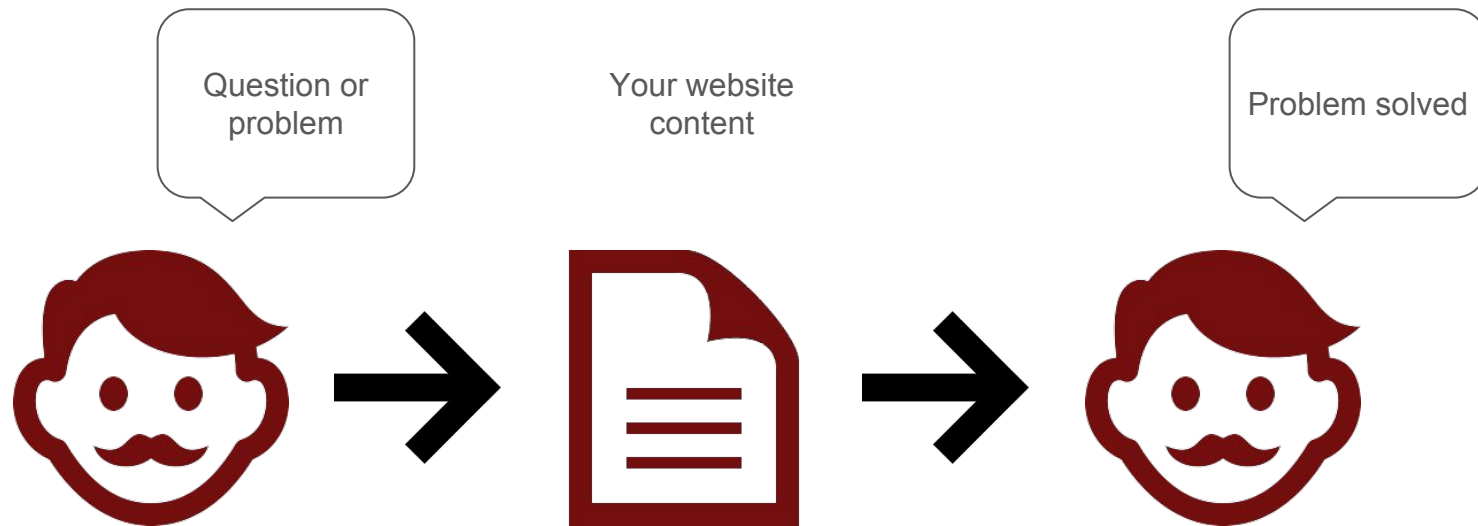 Question or
problem
Your website
content
Problem solved